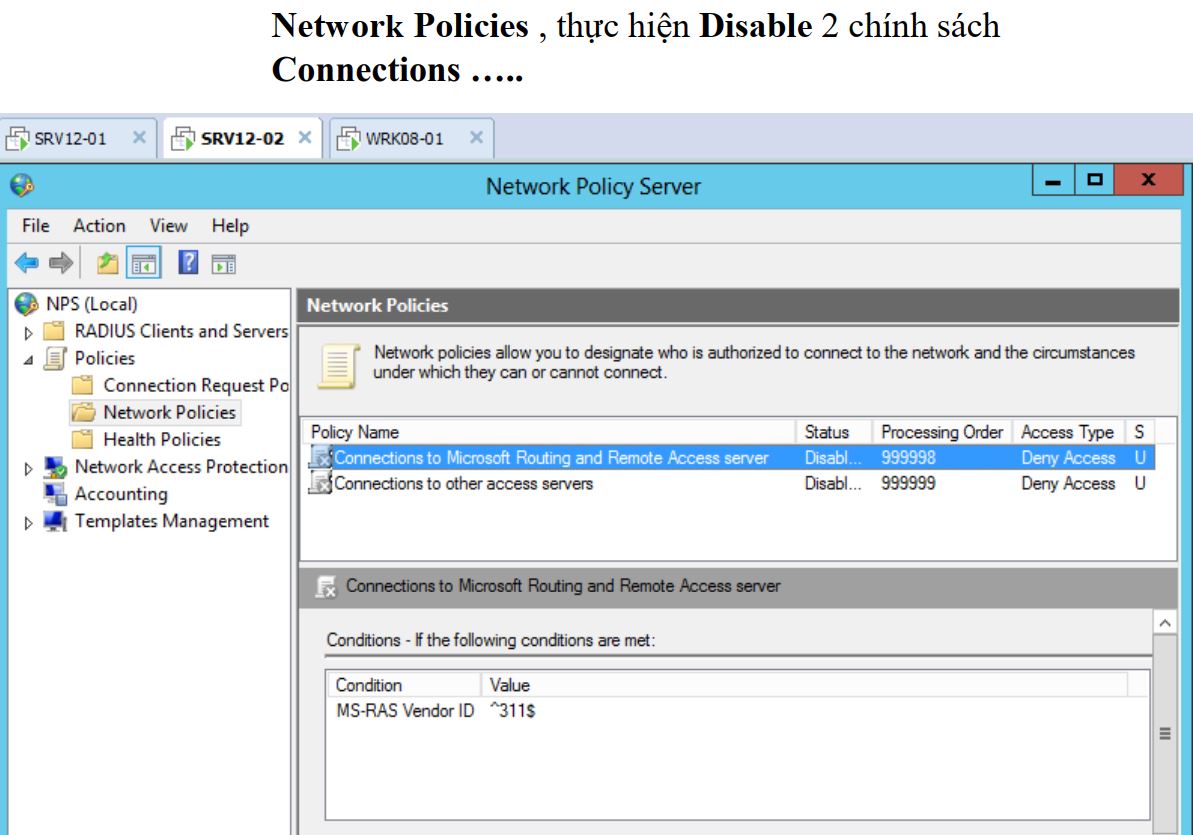 Network Policies , thực hiện Disable 2 chính sách
Connections …..
SRV12-01
SRV12-02
WRK08-01
Network Policy Server
File Action View Help
NPS (Local)
RADIUS Clients and Servers
Policies
Connection Request Po
Network Policies
Health Policies
Network Access Protection
Accounting
Templates Management
Network Policies
Network policies allow you to designate who is authorized to connect to the network and the circumstances
under which they can or cannot connect.
Policy Name Status Processing Order Access Type S
Connections to Microsoft Routing and Remote Access server Disabl... 999998 Deny Access U
Connections to other access servers Disabl... 999999 Deny Access U
Connections to Microsoft Routing and Remote Access server
Conditions - If the following conditions are met:
Condition Value
MS-RAS Vendor ID ^311$